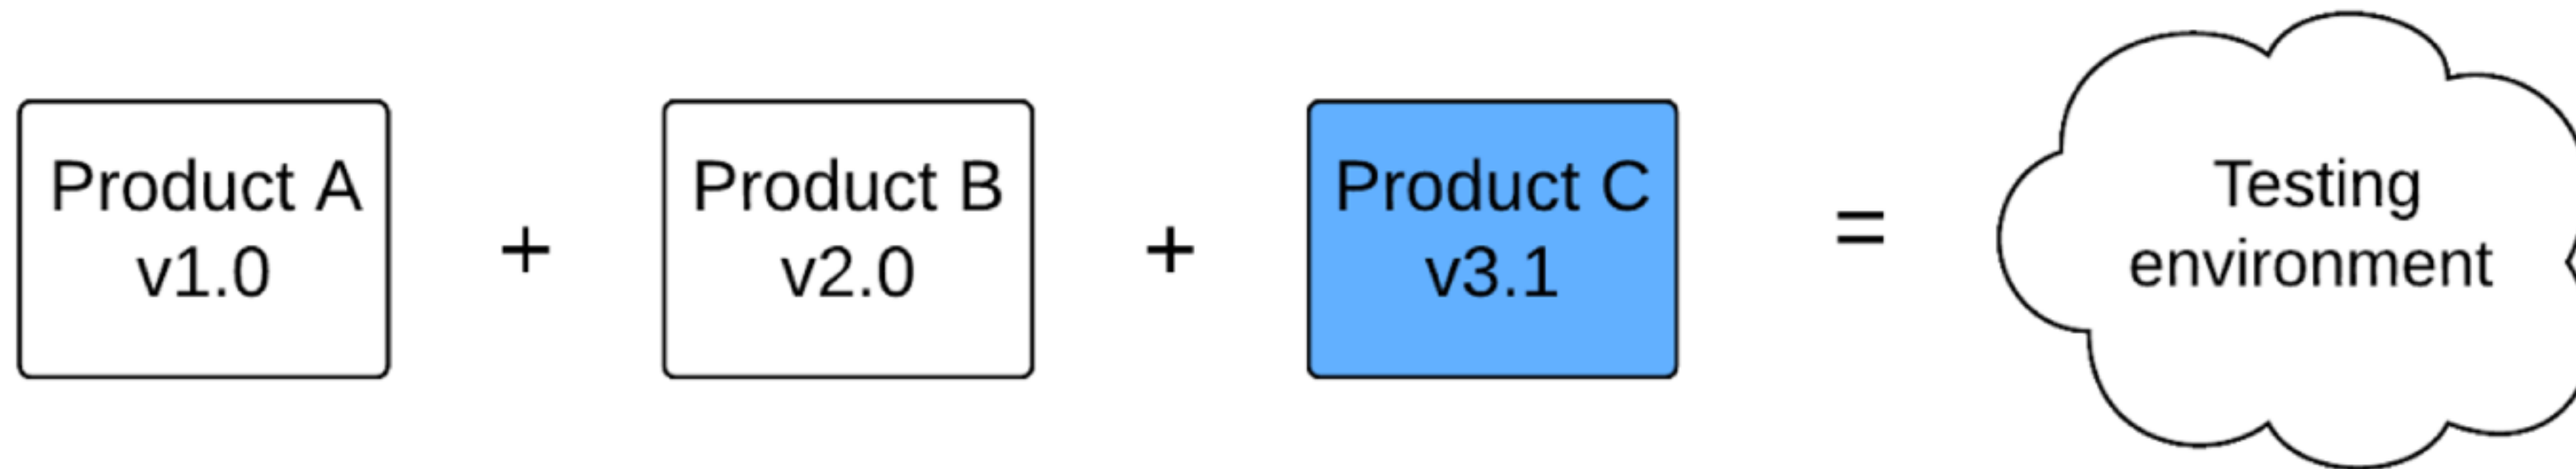 Product A
v1.0
+
Product B
v2.0
+
Product C
v3.1
=
Testing
environment